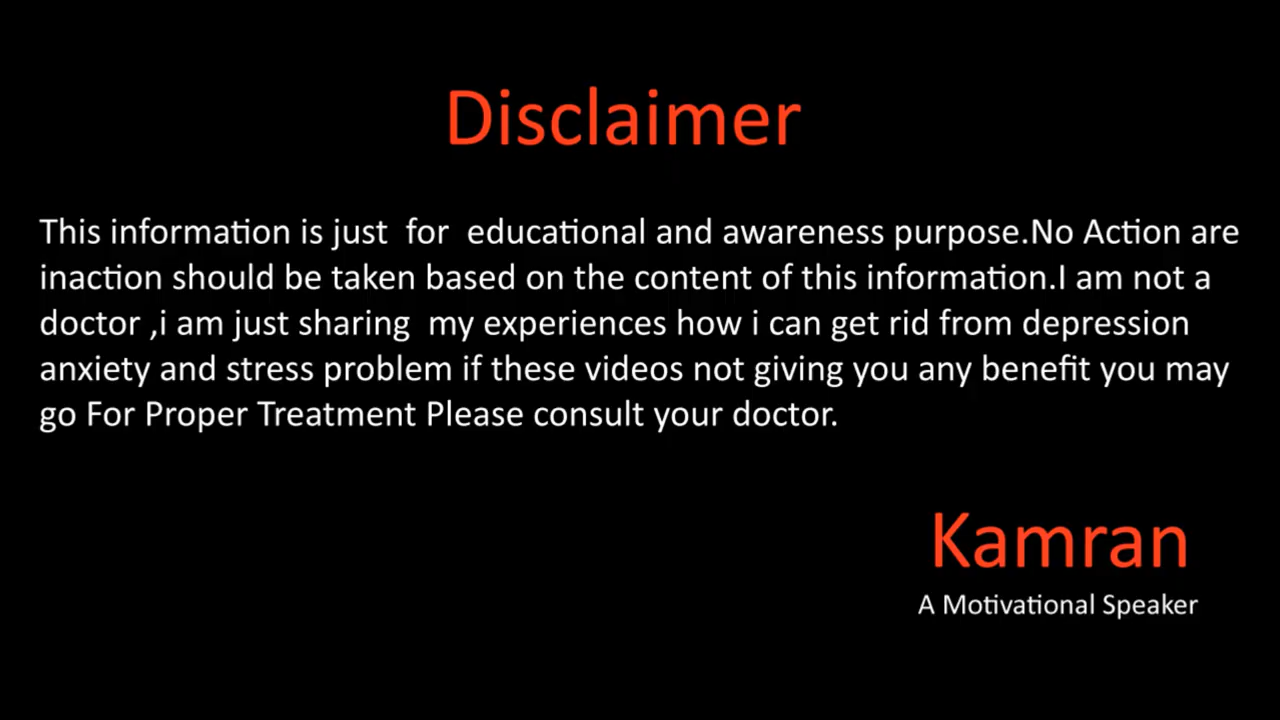 Disclaimer
This information is just  for  educational and awareness purpose.No Action are
inaction should be taken based on the content of this information.I am not a
doctor ,i am just sharing  my experiences how i can get rid from depression
anxiety and stress problem if these videos not giving you any benefit you may
go For Proper Treatment Please consult your doctor.
Kamran
A Motivational Speaker